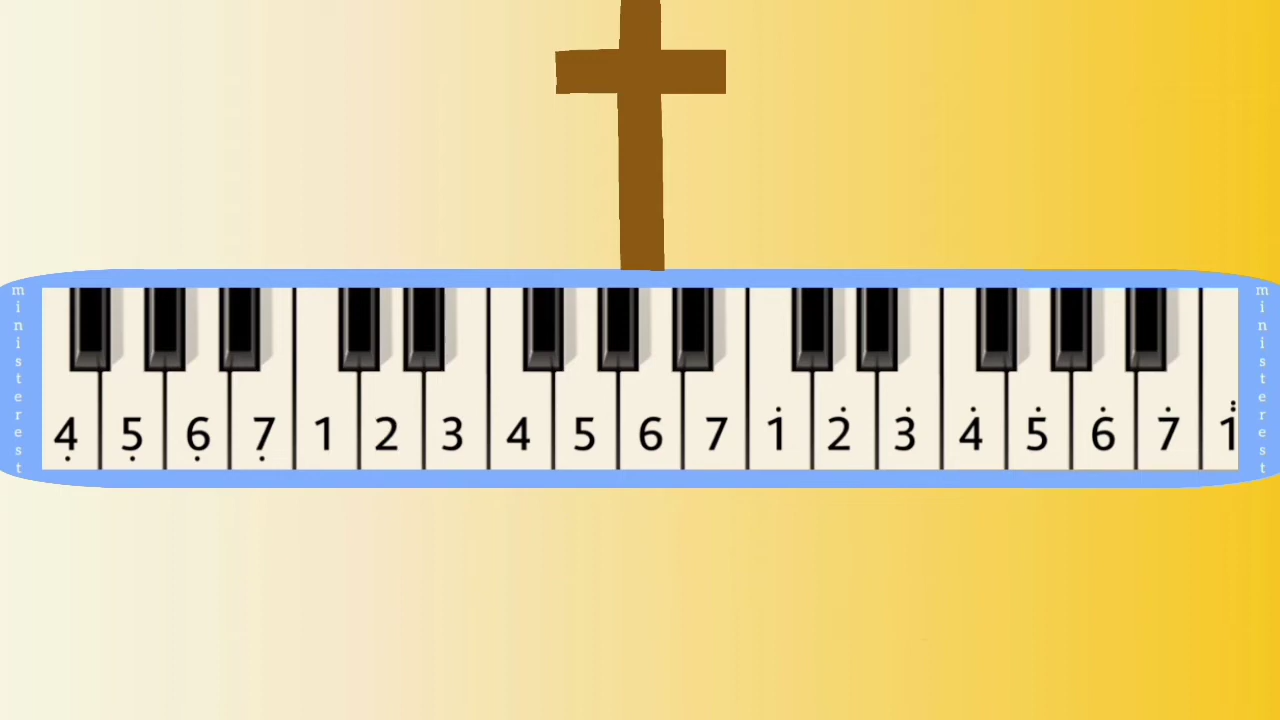 ministerest
4̣ 5̣ 6̣ 7̣ 1 2 3 4 5 6 7 1̇ 2̇ 3̇ 4̇ 5̇ 6̇ 7̇ 1̈
ministerest